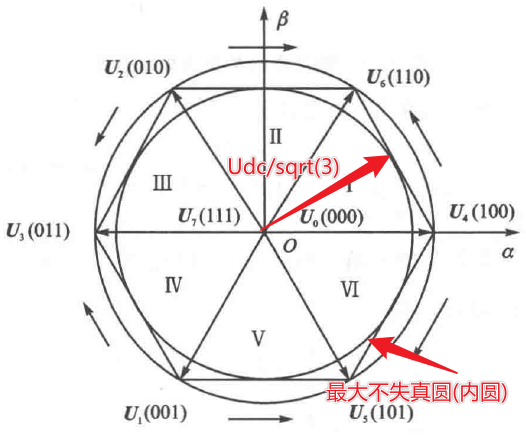 β
U₂(010)
U₆(110)
II
Udc/sqrt(3)
III
I
U₇(111)
U₀(000)
U₄(100)
U₃(011)
O
α
IV
VI
V
最大不失真圆(内圆)
U₁(001)
U₅(101)